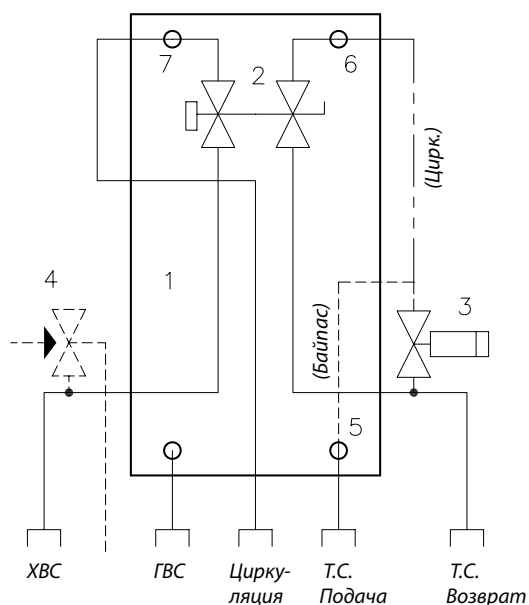 7
2
6
(Цирк.)
4
1
3
(Байпас)
5
ХВС
ГВС
Цирку-
ляция
Т.С.
Подача
Т.С.
Возврат